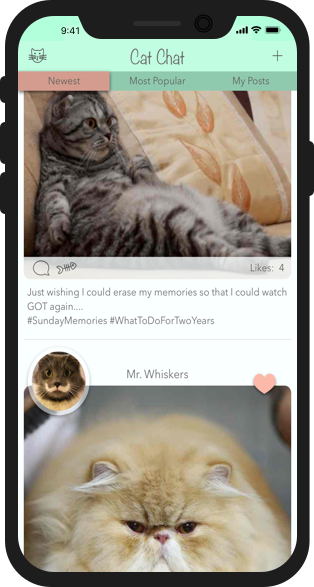 9:41
Cat Chat
Newest Most Popular My Posts
Likes: 4
Just wishing I could erase my memories so that I could watch
GOT again....
#SundayMemories #WhatToDoForTwoYears
Mr. Whiskers